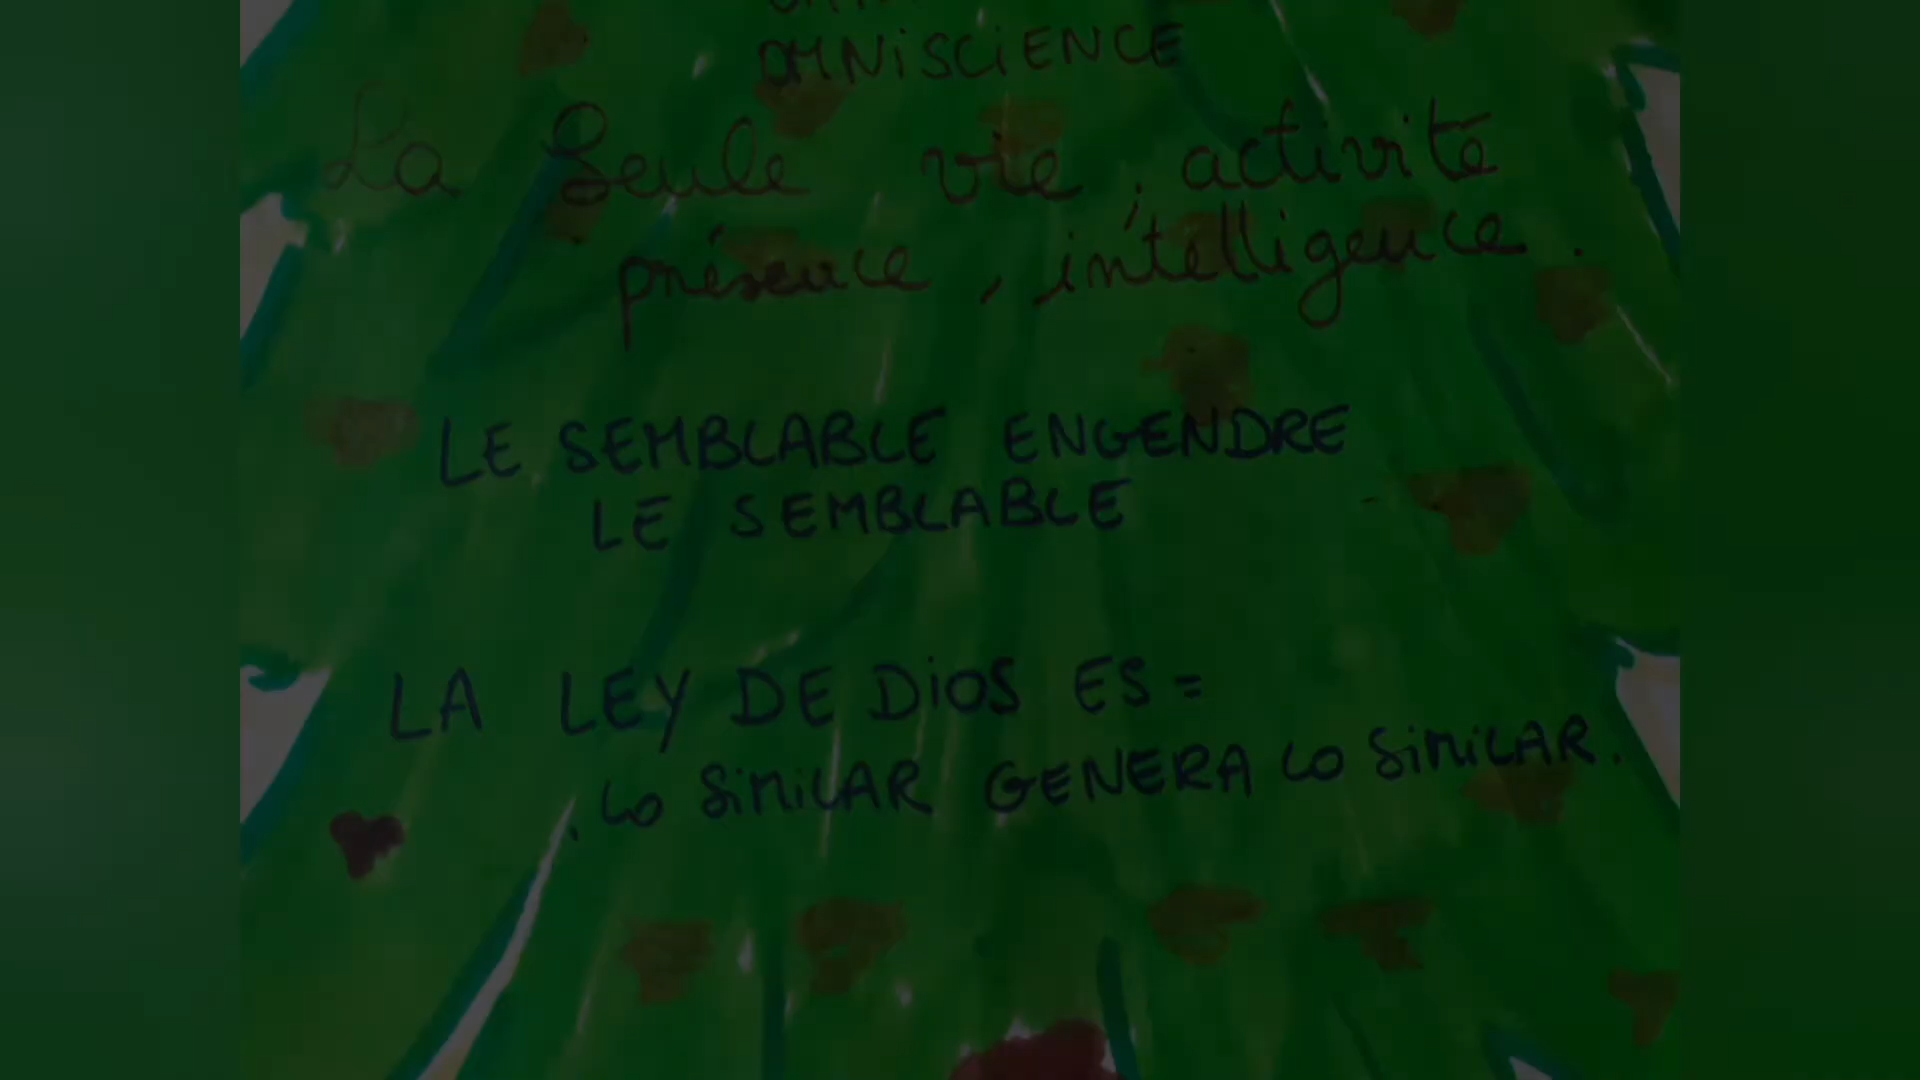 OMNISCIENCE
La Seule vie, activité
présence, intelligence.
LE SEMBLABLE ENGENDRE
LE SEMBLABLE
LA LEY DE DIOS ES =
. LO SIMILAR GENERA LO SIMILAR.